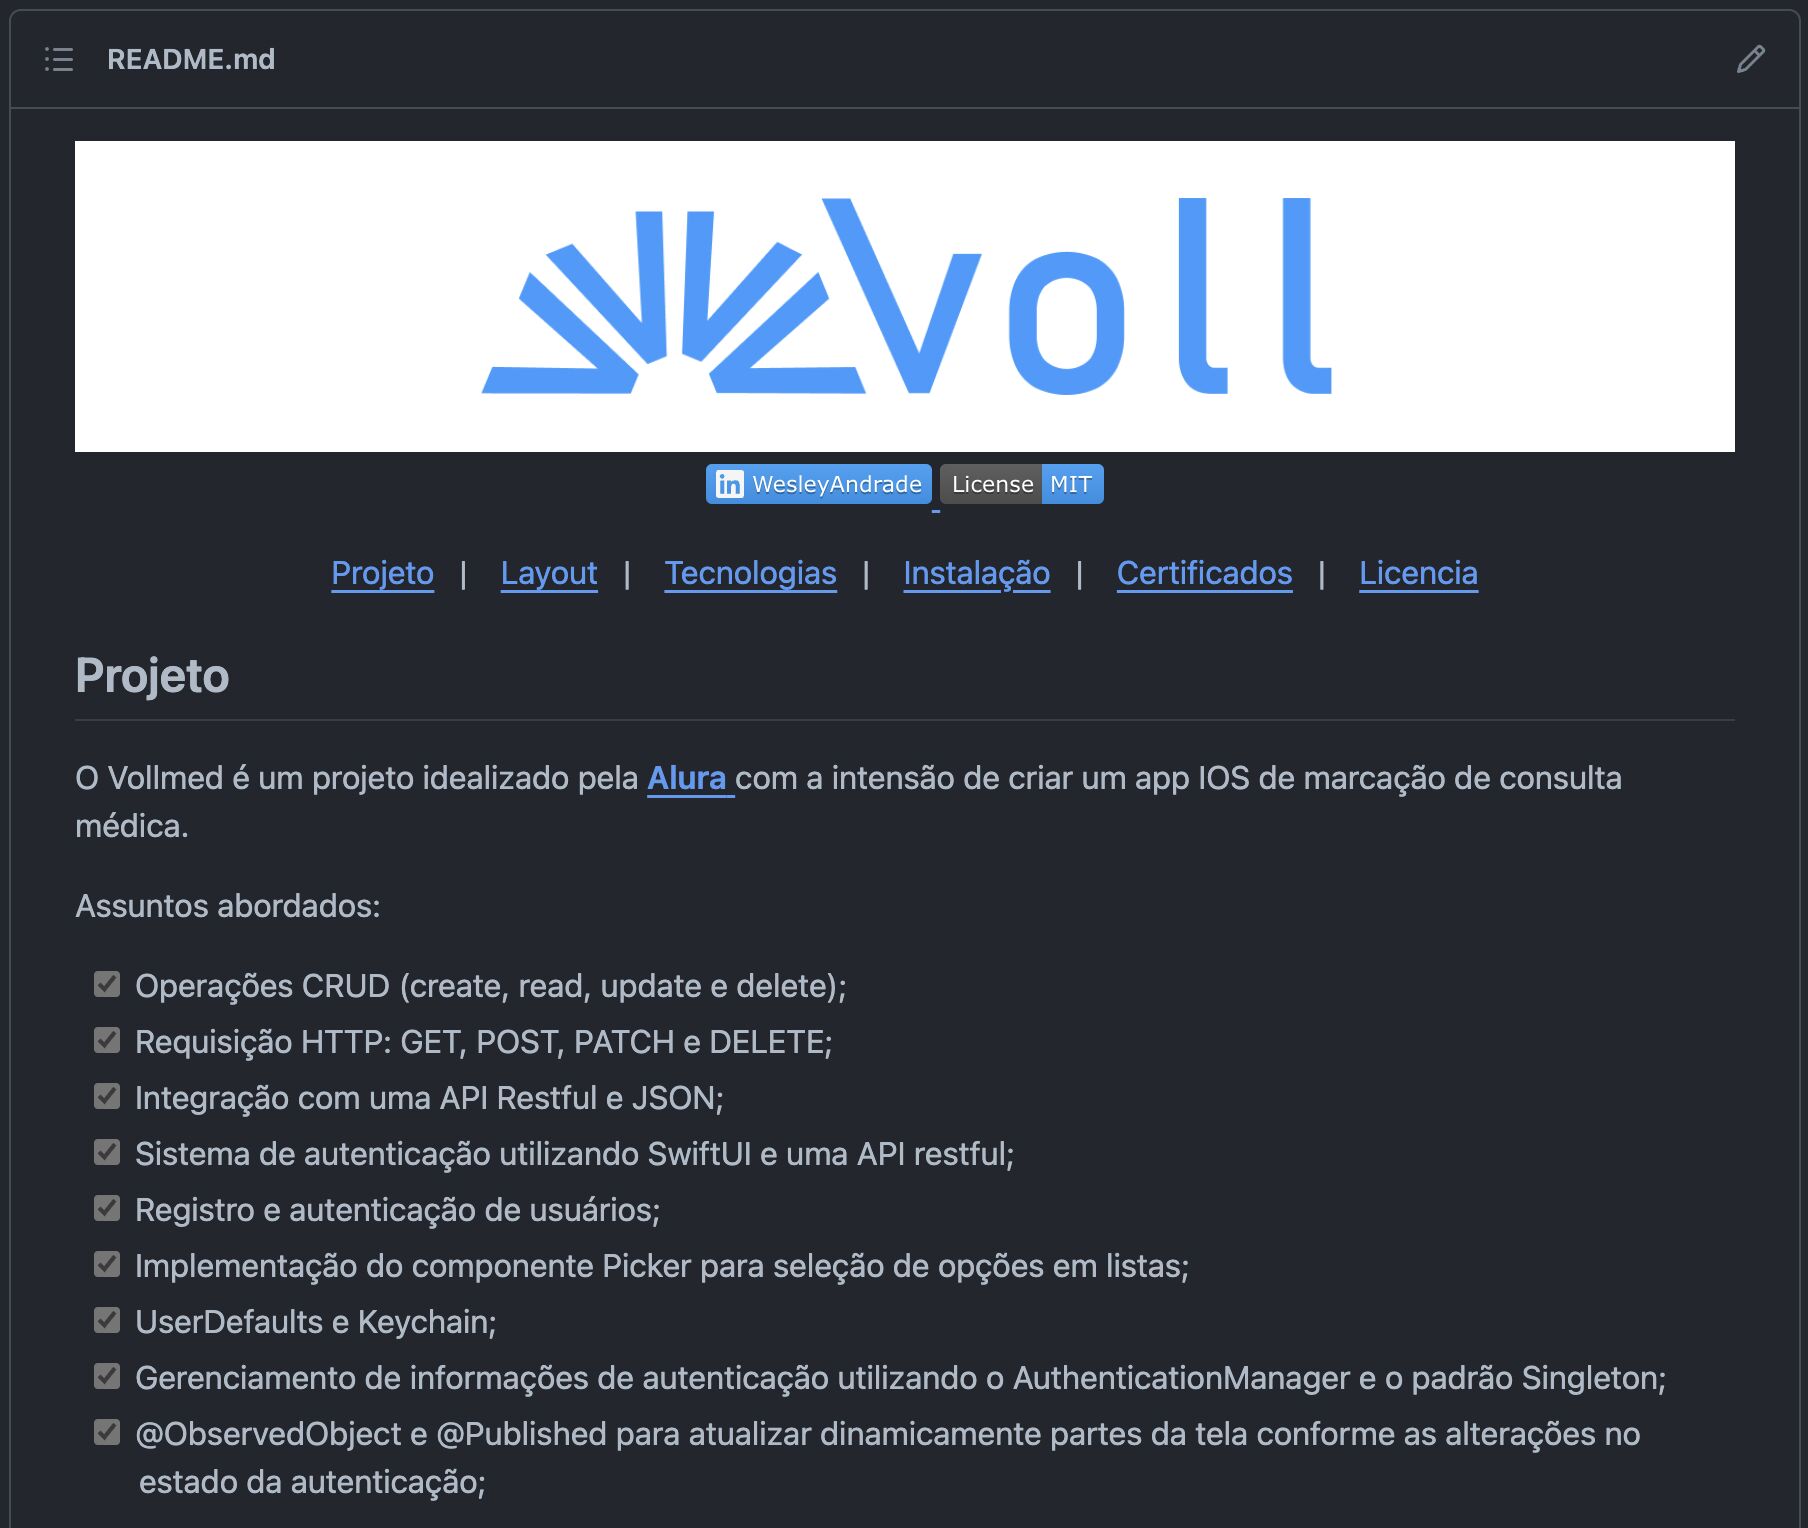 README.md
Voll
WesleyAndrade License MIT
Projeto | Layout | Tecnologias | Instalação | Certificados | Licencia
Projeto
O Vollmed é um projeto idealizado pela Alura com a intensão de criar um app IOS de marcação de consulta
médica.
Assuntos abordados:
Operações CRUD (create, read, update e delete);
Requisição HTTP: GET, POST, PATCH e DELETE;
Integração com uma API Restful e JSON;
Sistema de autenticação utilizando SwiftUI e uma API restful;
Registro e autenticação de usuários;
Implementação do componente Picker para seleção de opções em listas;
UserDefaults e Keychain;
Gerenciamento de informações de autenticação utilizando o AuthenticationManager e o padrão Singleton;
@ObservedObject e @Published para atualizar dinamicamente partes da tela conforme as alterações no
estado da autenticação;